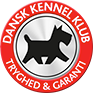 DANSK KENNEL KLUB
TRYGHED & GARANTI